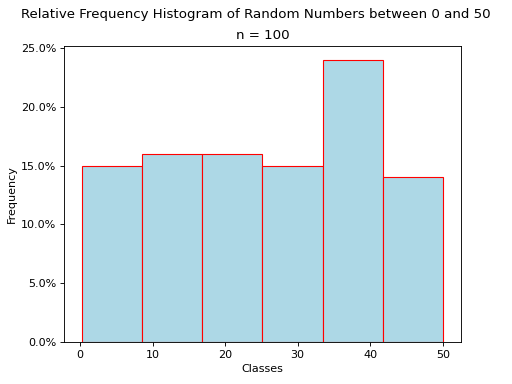 Relative Frequency Histogram of Random Numbers between 0 and 50
n = 100
25.0%
20.0%
15.0%
10.0%
5.0%
0.0%
Frequency
0 10 20 30 40 50
Classes